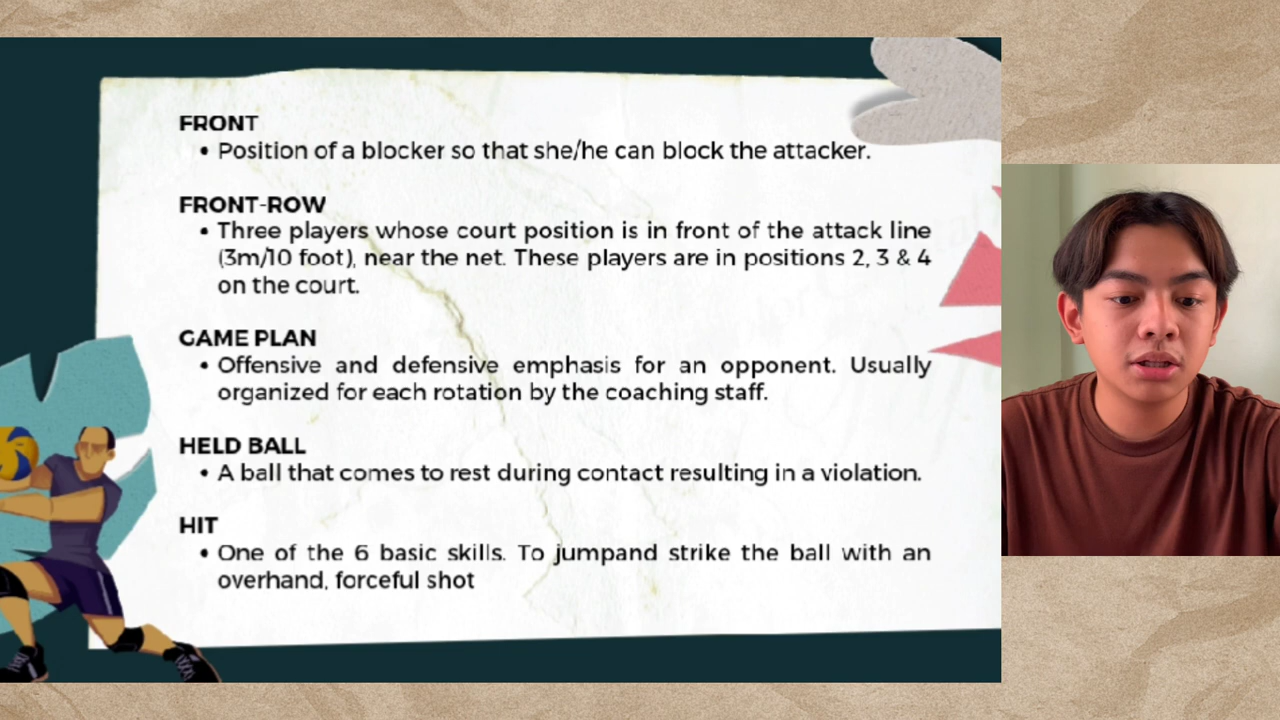 FRONT
• Position of a blocker so that she/he can block the attacker.
FRONT-ROW
• Three players whose court position is in front of the attack line
(3m/10 foot), near the net. These players are in positions 2, 3 & 4
on the court.
GAME PLAN
• Offensive and defensive emphasis for an opponent. Usually
organized for each rotation by the coaching staff.
HELD BALL
• A ball that comes to rest during contact resulting in a violation.
HIT
• One of the 6 basic skills. To jumpand strike the ball with an
overhand, forceful shot